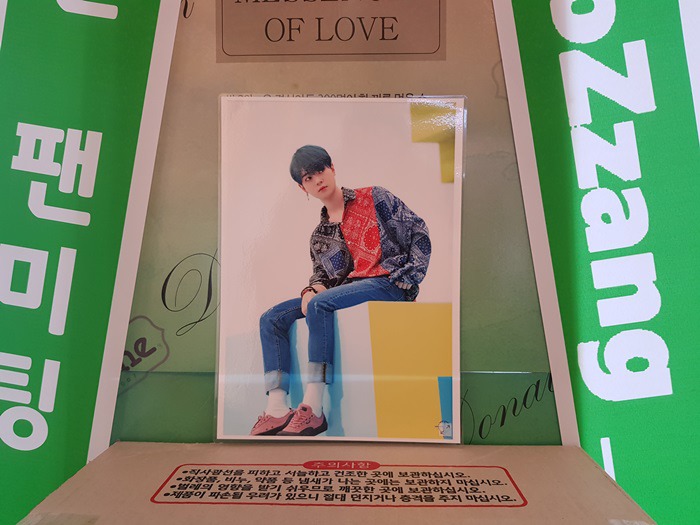 OF LOVE
팬미팅
Zzang
주의사항
•직사광선을 피하고 서늘하고 건조한 곳에 보관하십시오.
•화장품, 비누, 약품 등 냄새가 나는 곳에는 보관하지 마십시오.
•벌레의 영향을 받기 쉬우므로 깨끗한 곳에 보관하십시오.
•제품이 파손될 우려가 있으니 절대 던지거나 충격을 주지 마십시오.